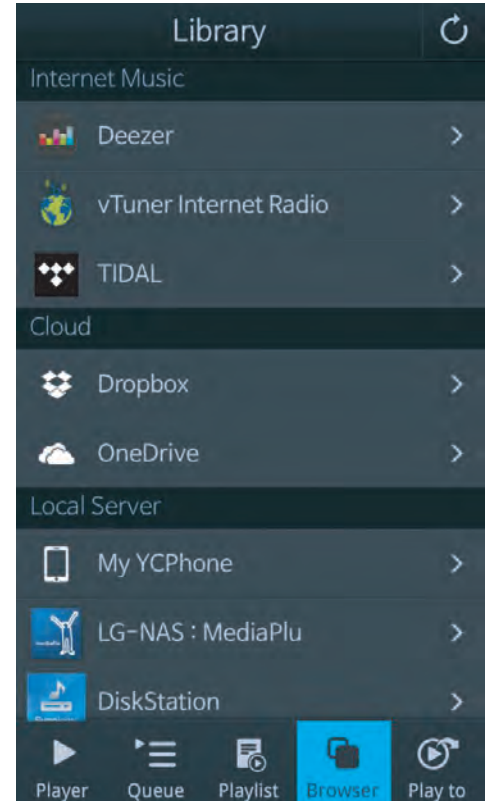 Library
Internet Music
Deezer
vTuner Internet Radio
TIDAL
Cloud
Dropbox
OneDrive
Local Server
My YCPhone
LG-NAS : MediaPlu
DiskStation
Player Queue Playlist Browser Play to